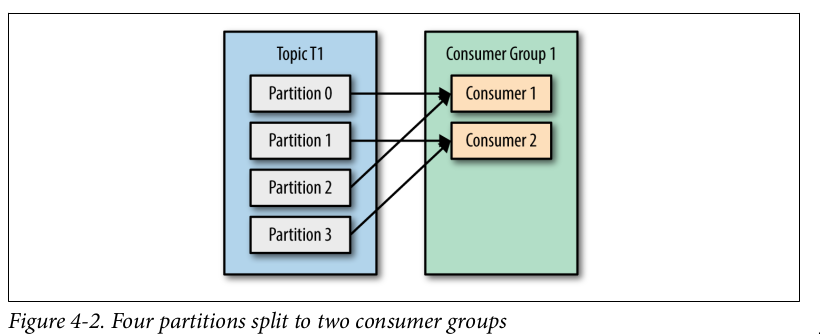 Topic T1
Partition 0
Partition 1
Partition 2
Partition 3
Consumer Group 1
Consumer 1
Consumer 2
Figure 4-2. Four partitions split to two consumer groups